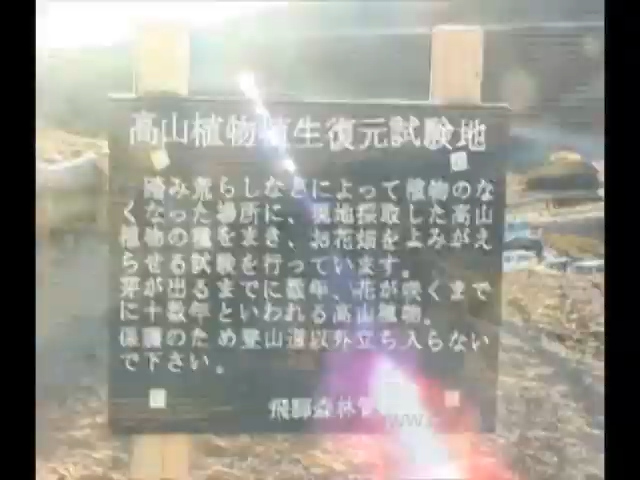 高山植物植生復元試験地
踏み荒らしなどによって植物のな
くなった場所に、現地採取した高山
植物の種をまき、お花畑をよみがえ
らせる試験を行っています。
芽が出るまでに数年、花が咲くまで
に十数年といわれる高山植物。
保護のため登山道以外立ち入らない
で下さい。
飛騨森林管